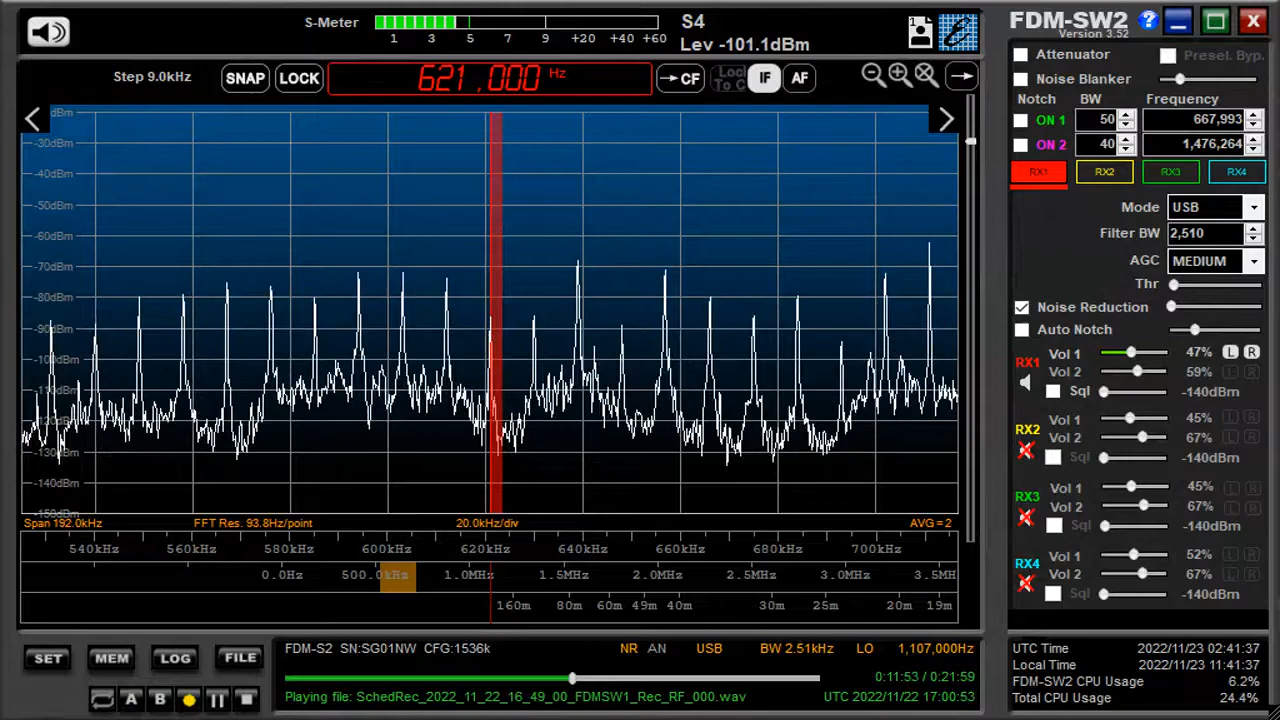 S-Meter
1 3 5 7 9 +20 +40 +60
S4
Lev -101.1dBm
1
FDM-SW2
Version 3.52
?
X
Step 9.0kHz
SNAP
LOCK
621 ,000 Hz
→CF
IF
AF
Attenuator
Presel. Byp.
Noise Blanker
Notch BW Frequency
ON 1 50 667,993
ON 2 40 1,476,264
RX1 RX2 RX3 RX4
Mode USB
Filter BW 2,510
AGC MEDIUM
Thr
Noise Reduction
Auto Notch
RX1
Vol 1 47% L R
Vol 2 59% L R
Sql -140dBm
RX2
Vol 1 45% L R
Vol 2 67% L R
Sql -140dBm
RX3
Vol 1 45% L R
Vol 2 67% L R
Sql -140dBm
RX4
Vol 1 52% L R
Vol 2 67% L R
Sql -140dBm
-30dBm
-40dBm
-50dBm
-60dBm
-70dBm
-80dBm
-90dBm
-100dBm
-110dBm
-120dBm
-130dBm
-140dBm
-150dBm
Span 192.0kHz FFT Res. 93.8Hz/point 20.0kHz/div AVG=2
540kHz 560kHz 580kHz 600kHz 620kHz 640kHz 660kHz 680kHz 700kHz
0.0Hz 500.0kHz 1.0MHz 1.5MHz 2.0MHz 2.5MHz 3.0MHz 3.5MH
160m 80m 60m 49m 40m 30m 25m 20m 19m
SET
MEM
LOG
FILE
A B
FDM-S2 SN:SG01NW CFG:1536k NR AN USB BW 2.51kHz LO 1,107,000Hz
0:11:53 / 0:21:59
Playing file: SchedRec_2022_11_22_16_49_00_FDMSW1_Rec_RF_000.wav UTC 2022/11/22 17:00:53
UTC Time 2022/11/23 02:41:37
Local Time 2022/11/23 11:41:37
FDM-SW2 CPU Usage 6.2%
Total CPU Usage 24.4%